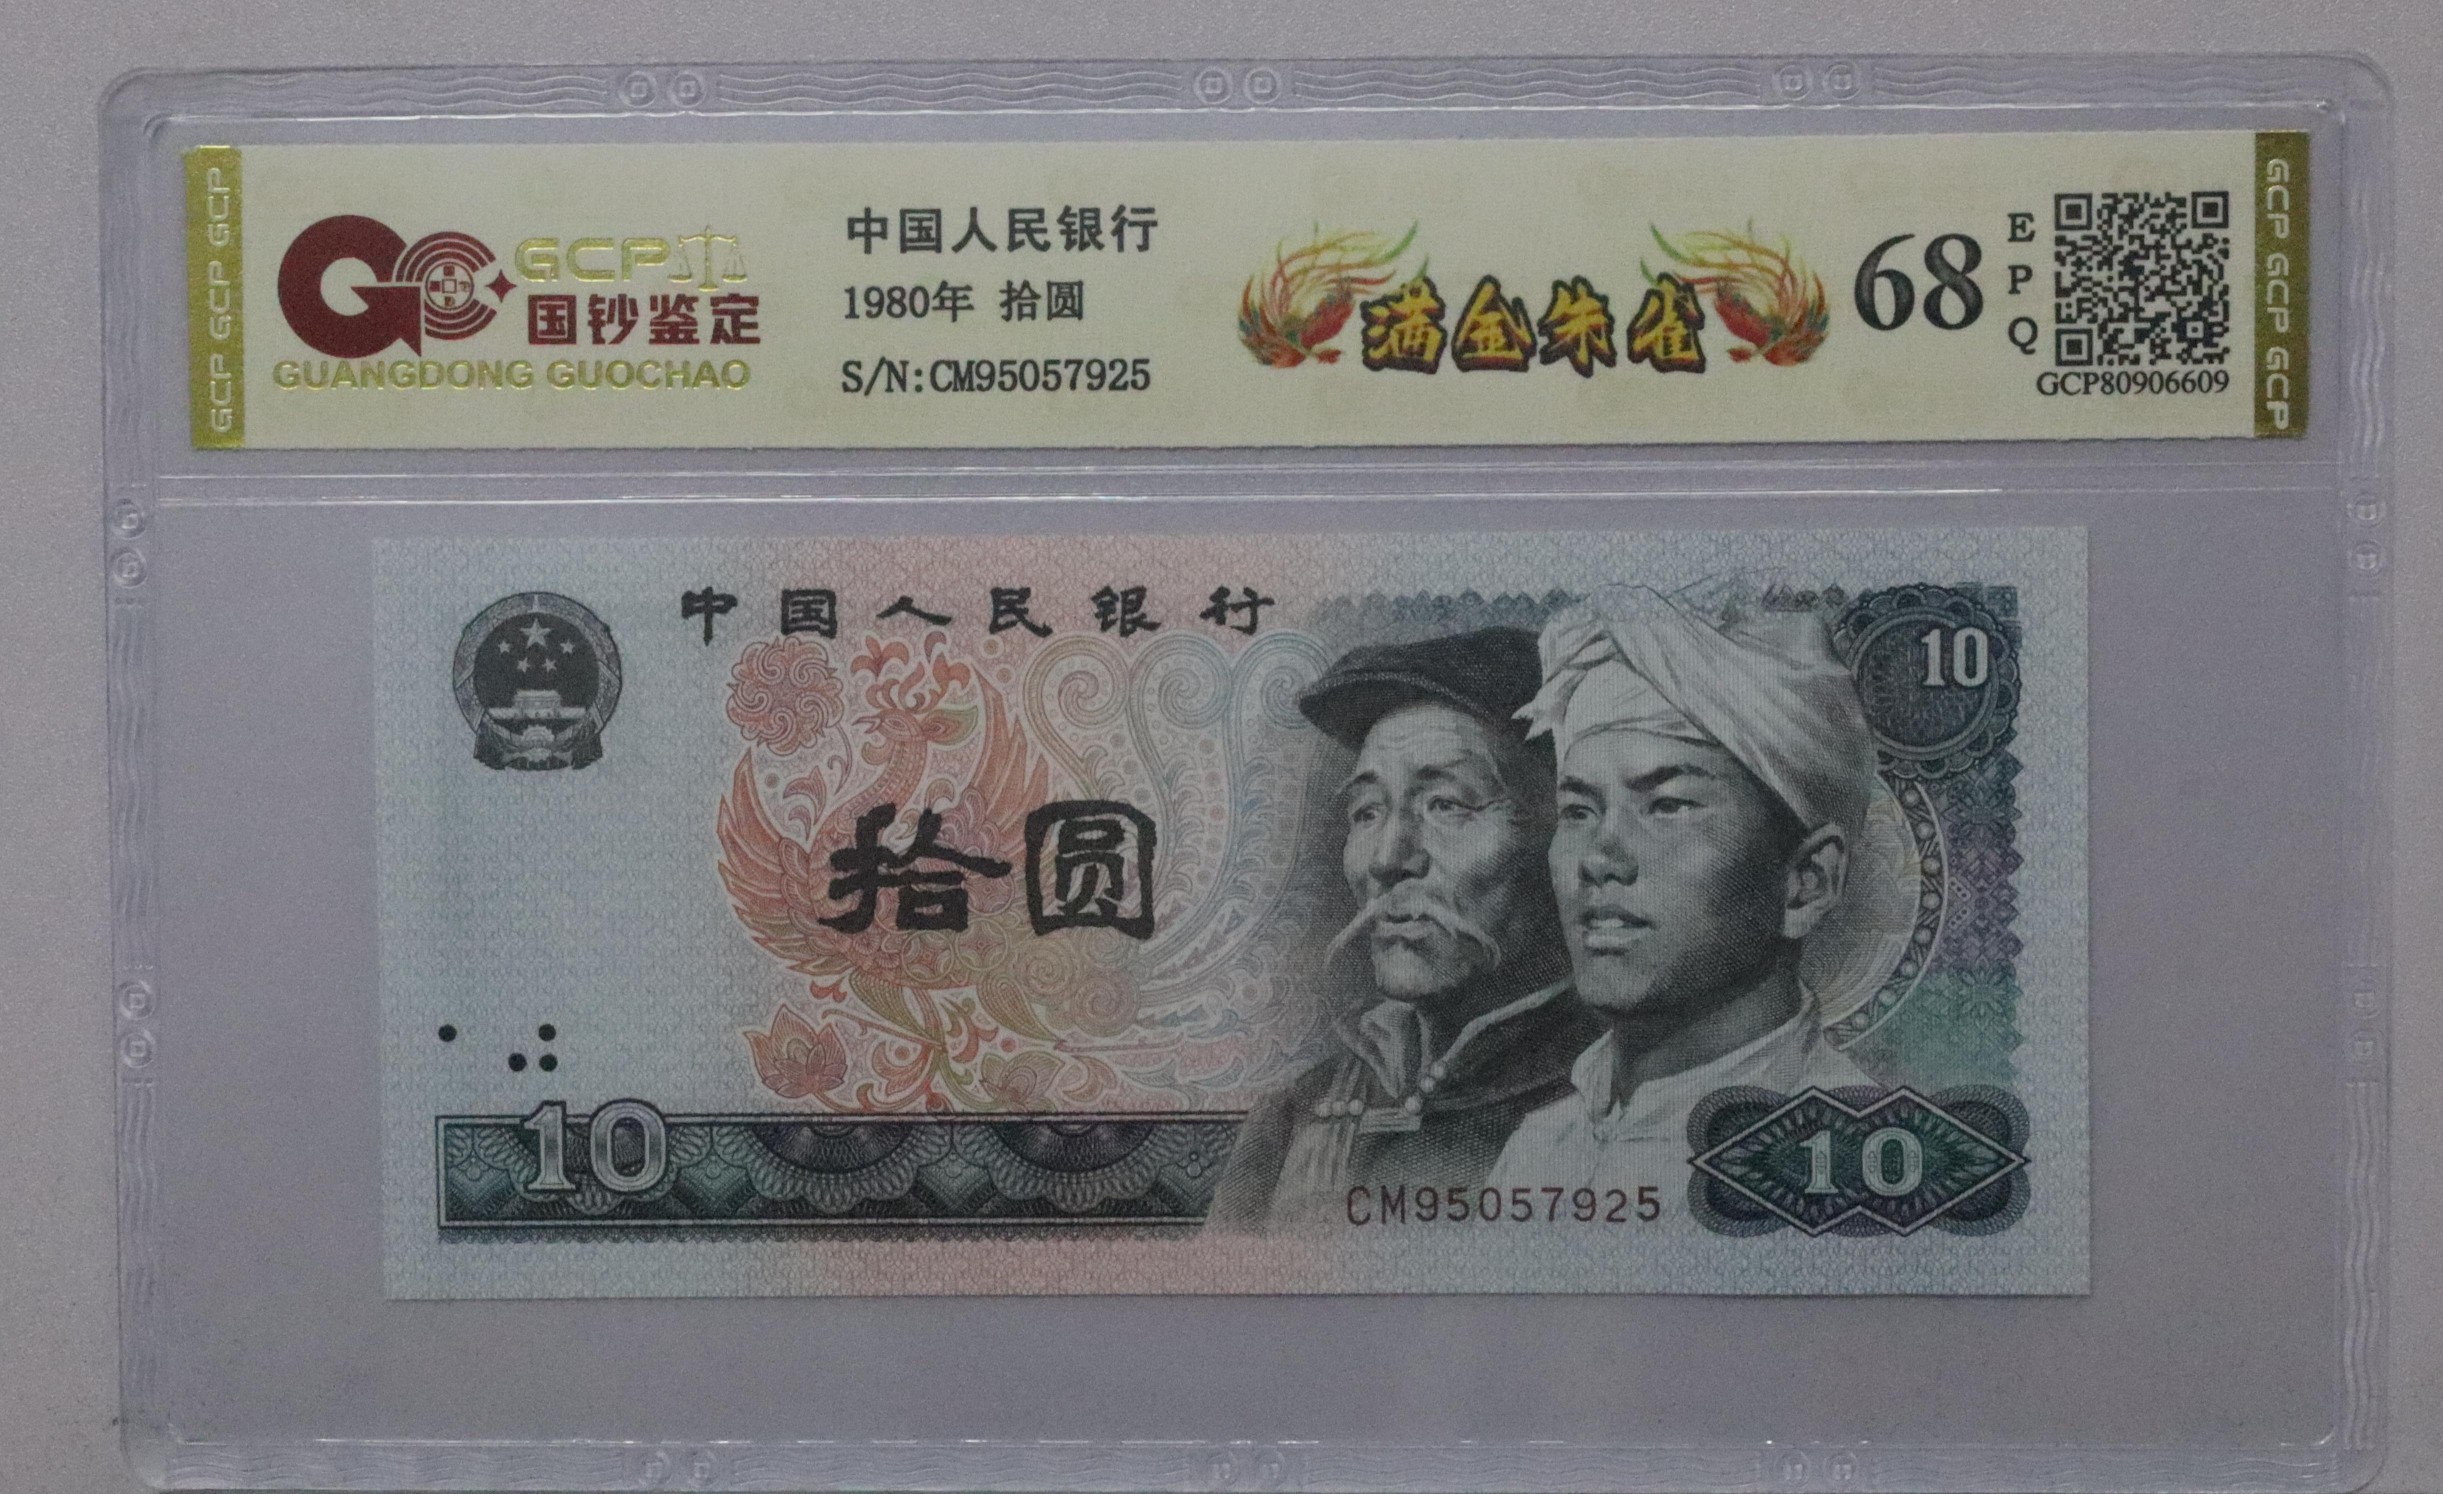 GCP GCP GCP
GCP
国钞鉴定
GUANGDONG GUOCHAO
中国人民银行
1980年 拾圆
S/N:CM95057925
满金朱雀
68
EPQ
GCP80906609
GCP GCP GCP
中国人民银行
10
拾圆
10
CM95057925
10